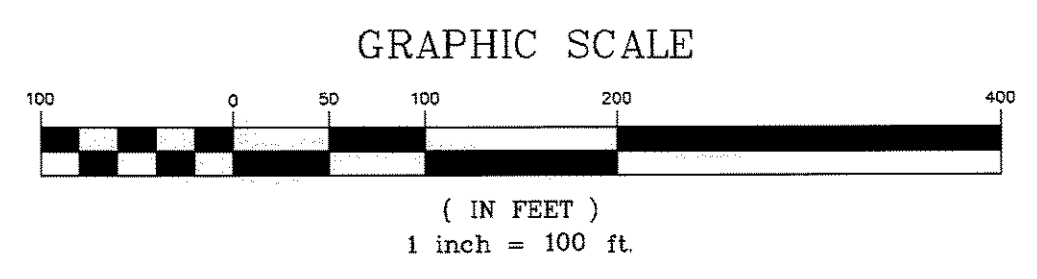 GRAPHIC SCALE
100 0 50 100 200 400
( IN FEET )
1 inch = 100 ft.